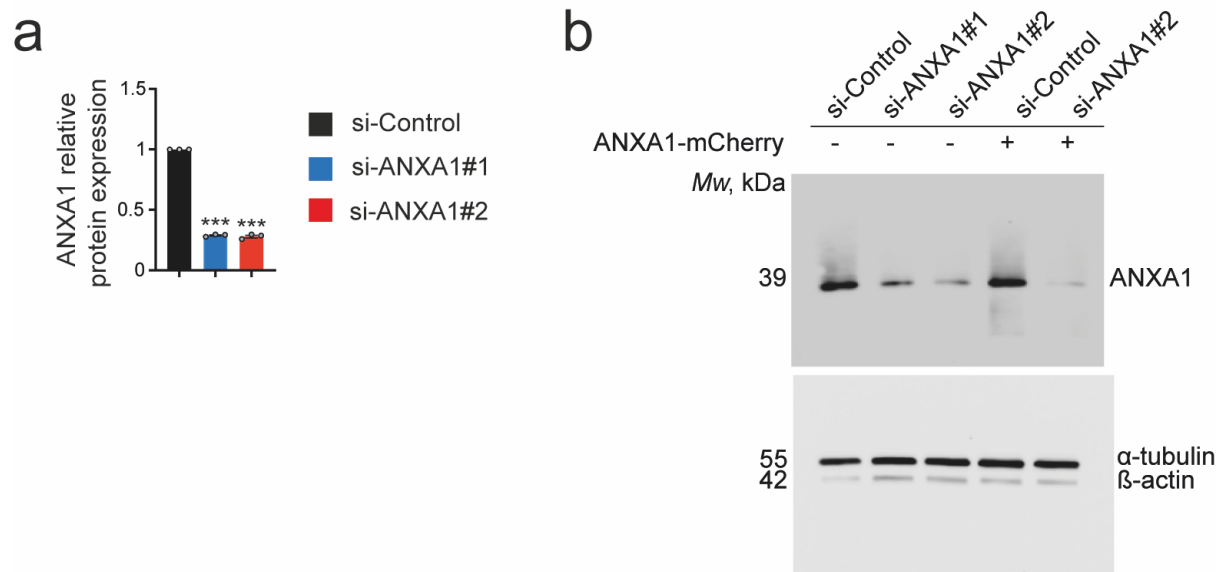 a
ANXA1 relative
protein expression
1.5
1
0.5
0
*** ***
si-Control
si-ANXA1#1
si-ANXA1#2
b
si-Control
si-ANXA1#1
si-ANXA1#2
si-Control
si-ANXA1#2
ANXA1-mCherry - - - + +
Mw, kDa
39 ANXA1
55 α-tubulin
42 ß-actin